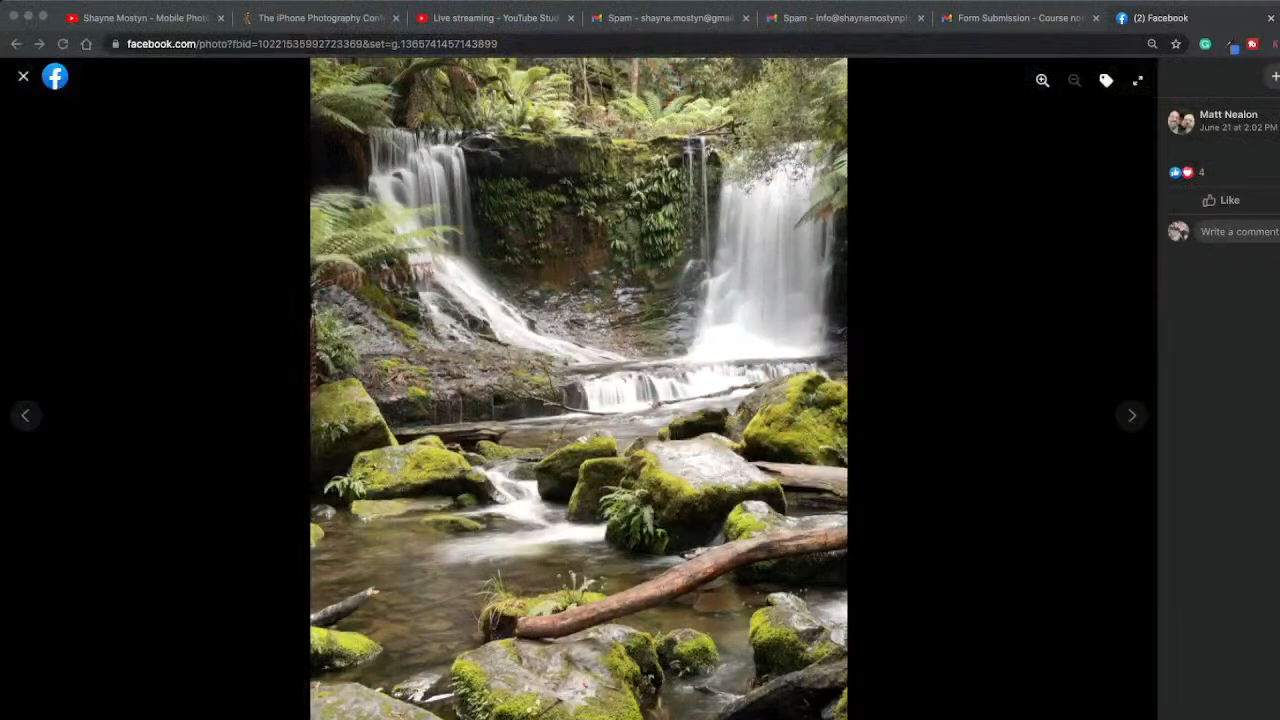 Shayne Mostyn - Mobile Photo
The iPhone Photography Conf
Live streaming - YouTube Stud
Spam - shayne.mostyn@gmail
Spam - info@shaynemostynph
Form Submission - Course no
(2) Facebook
facebook.com/photo?fbid=10221535992723369&set=g.1365741457143899
Matt Nealon
June 21 at 2:02 PM
4
Like
Write a comment